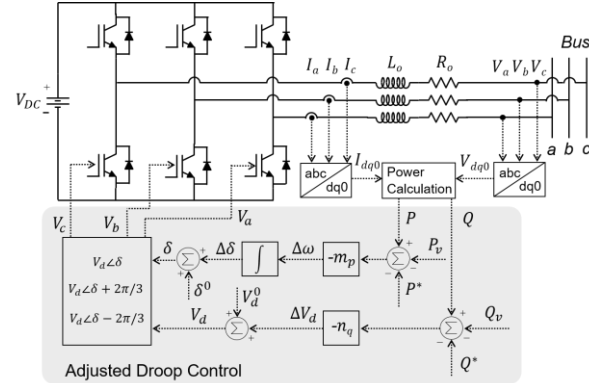 Bus
I_a I_b I_c L_o R_o V_a V_b V_c
+
V_DC
−
a b c
abc
dq0
I_dq0
Power
Calculation
V_dq0
abc
dq0
V_c V_b V_a
P Q
V_d∠δ
V_d∠δ + 2π/3
V_d∠δ − 2π/3
δ + Σ + Δδ ∫ Δω -m_p + Σ − − P_v
δ^0 V_d^0 P*
V_d + Σ + ΔV_d -n_q + Σ − − Q_v
Q*
Adjusted Droop Control